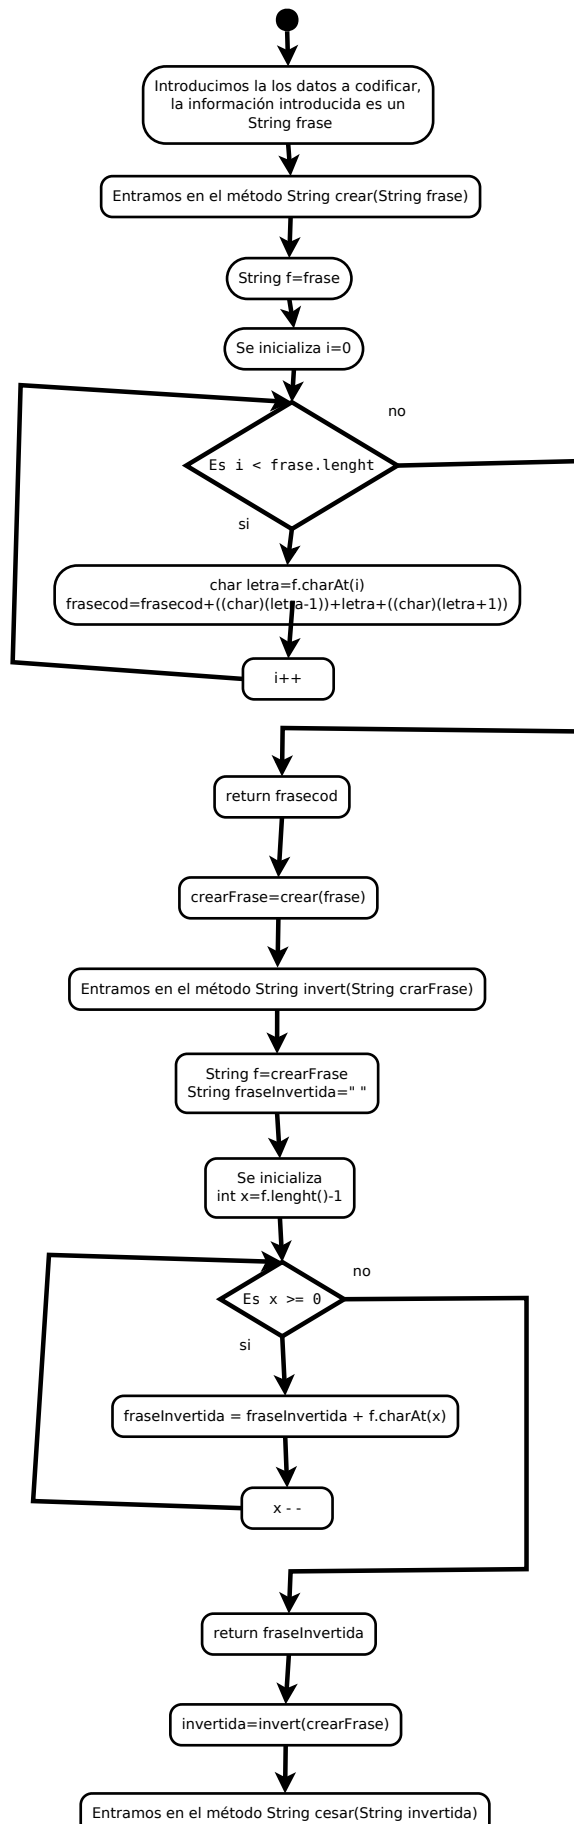 Introducimos la los datos a codificar,
la información introducida es un
String frase
Entramos en el método String crear(String frase)
String f=frase
Se inicializa i=0
no
Es i < frase.lenght
si
char letra=f.charAt(i)
frasecod=frasecod+((char)(letra-1))+letra+((char)(letra+1))
i++
return frasecod
crearFrase=crear(frase)
Entramos en el método String invert(String crarFrase)
String f=crearFrase
String fraseInvertida=" "
Se inicializa
int x=f.lenght()-1
no
Es x >= 0
si
fraseInvertida = fraseInvertida + f.charAt(x)
x - -
return fraseInvertida
invertida=invert(crearFrase)
Entramos en el método String cesar(String invertida)